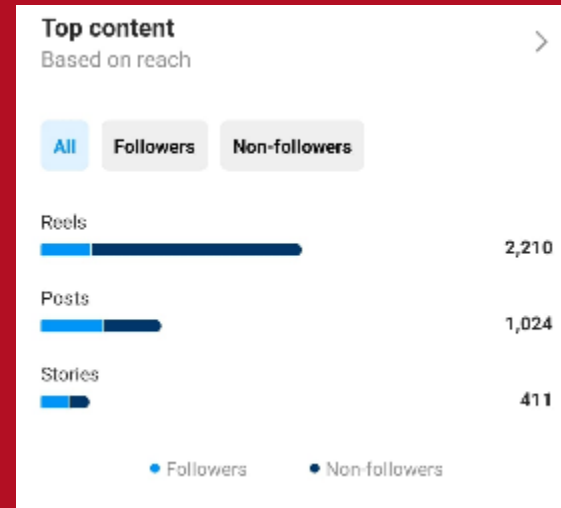 Top content
Based on reach
All Followers Non-followers
Reels
2,210
Posts
1,024
Stories
411
Followers Non-followers